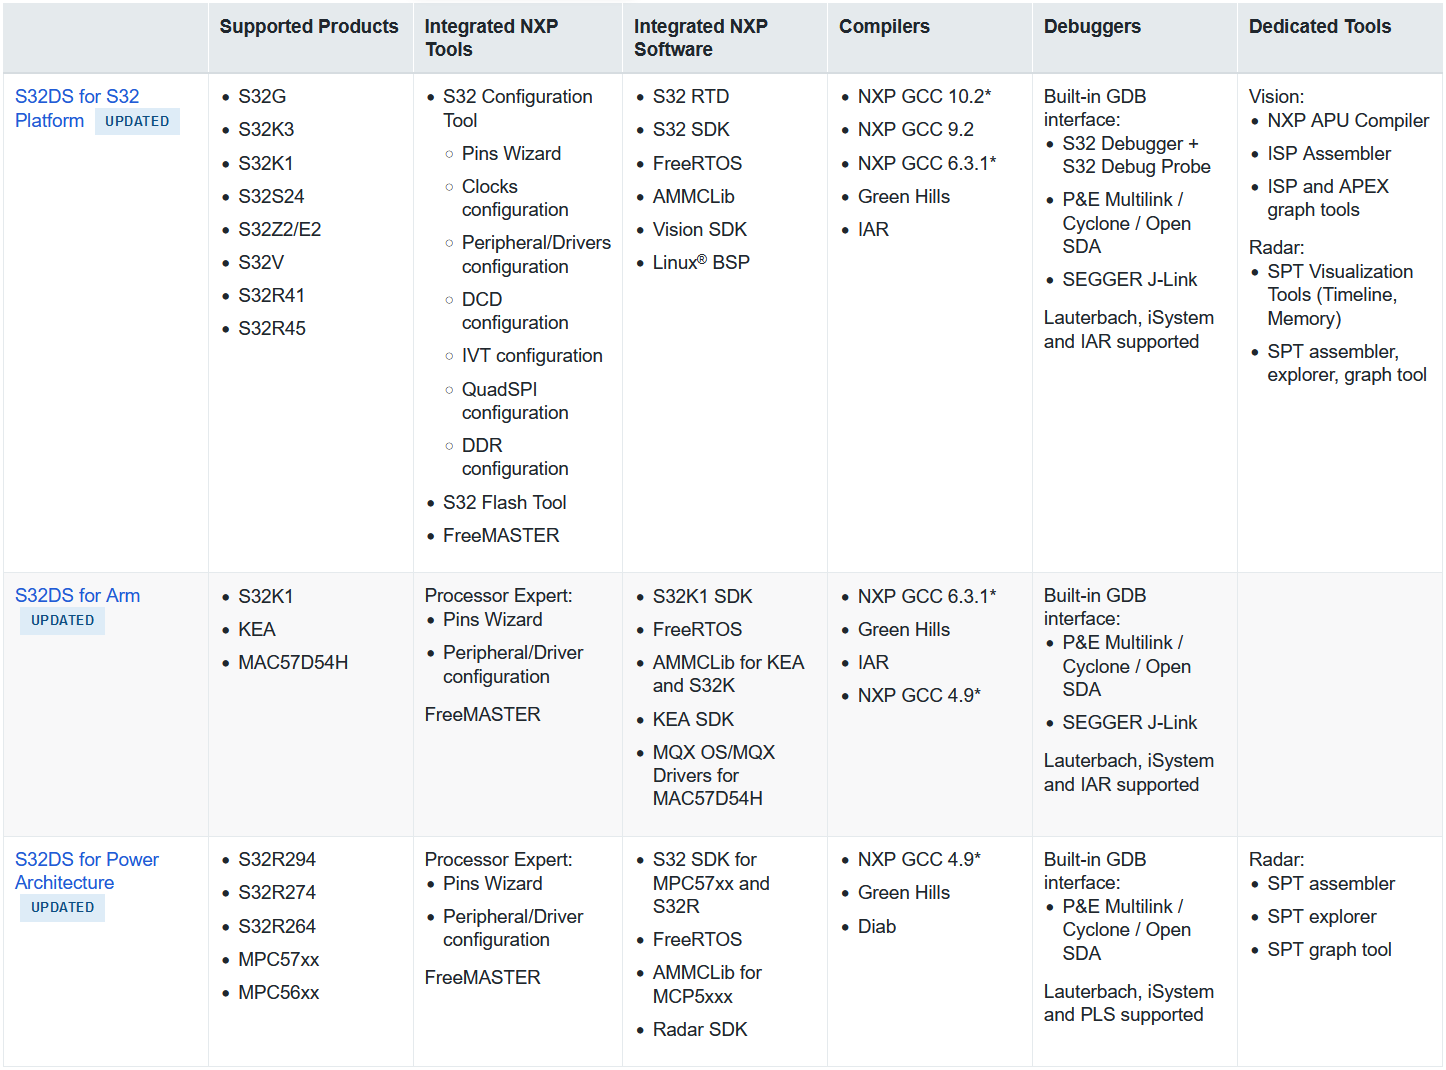 Supported Products
Integrated NXP
Tools
Integrated NXP
Software
Compilers
Debuggers
Dedicated Tools
S32DS for S32
Platform UPDATED
• S32G
• S32K3
• S32K1
• S32S24
• S32Z2/E2
• S32V
• S32R41
• S32R45
• S32 Configuration
Tool
○ Pins Wizard
○ Clocks
configuration
○ Peripheral/Drivers
configuration
○ DCD
configuration
○ IVT configuration
○ QuadSPI
configuration
○ DDR
configuration
• S32 Flash Tool
• FreeMASTER
• S32 RTD
• S32 SDK
• FreeRTOS
• AMMCLib
• Vision SDK
• Linux® BSP
• NXP GCC 10.2*
• NXP GCC 9.2
• NXP GCC 6.3.1*
• Green Hills
• IAR
Built-in GDB
interface:
• S32 Debugger +
S32 Debug Probe
• P&E Multilink /
Cyclone / Open
SDA
• SEGGER J-Link
Lauterbach, iSystem
and IAR supported
Vision:
• NXP APU Compiler
• ISP Assembler
• ISP and APEX
graph tools
Radar:
• SPT Visualization
Tools (Timeline,
Memory)
• SPT assembler,
explorer, graph tool
S32DS for Arm
UPDATED
• S32K1
• KEA
• MAC57D54H
Processor Expert:
• Pins Wizard
• Peripheral/Driver
configuration
FreeMASTER
• S32K1 SDK
• FreeRTOS
• AMMCLib for KEA
and S32K
• KEA SDK
• MQX OS/MQX
Drivers for
MAC57D54H
• NXP GCC 6.3.1*
• Green Hills
• IAR
• NXP GCC 4.9*
Built-in GDB
interface:
• P&E Multilink /
Cyclone / Open
SDA
• SEGGER J-Link
Lauterbach, iSystem
and IAR supported
S32DS for Power
Architecture
UPDATED
• S32R294
• S32R274
• S32R264
• MPC57xx
• MPC56xx
Processor Expert:
• Pins Wizard
• Peripheral/Driver
configuration
FreeMASTER
• S32 SDK for
MPC57xx and
S32R
• FreeRTOS
• AMMCLib for
MCP5xxx
• Radar SDK
• NXP GCC 4.9*
• Green Hills
• Diab
Built-in GDB
interface:
• P&E Multilink /
Cyclone / Open
SDA
Lauterbach, iSystem
and PLS supported
Radar:
• SPT assembler
• SPT explorer
• SPT graph tool